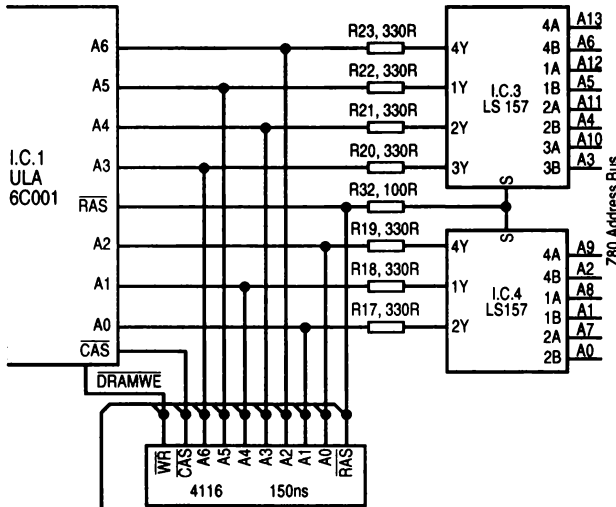 R23, 330R
A6
4Y
4A A13
4B A6
R22, 330R
1A A12
A5
1Y
1B A5
I.C.3
LS 157
2A A11
R21, 330R
A4
2Y
2B A4
3A A10
I.C.1
ULA
6C001
R20, 330R
A3
3Y
3B A3
R32, 100R
S
RAS
Z80 Address Bus
R19, 330R
S
A2
4Y
4A A9
4B A2
R18, 330R
A1
1Y
I.C.4
LS157
1A A8
1B A1
R17, 330R
A0
2Y
2A A7
2B A0
CAS
DRAMWE
WR
CAS
A6
A5
A4
A3
A2
A1
A0
RAS
4116 150ns